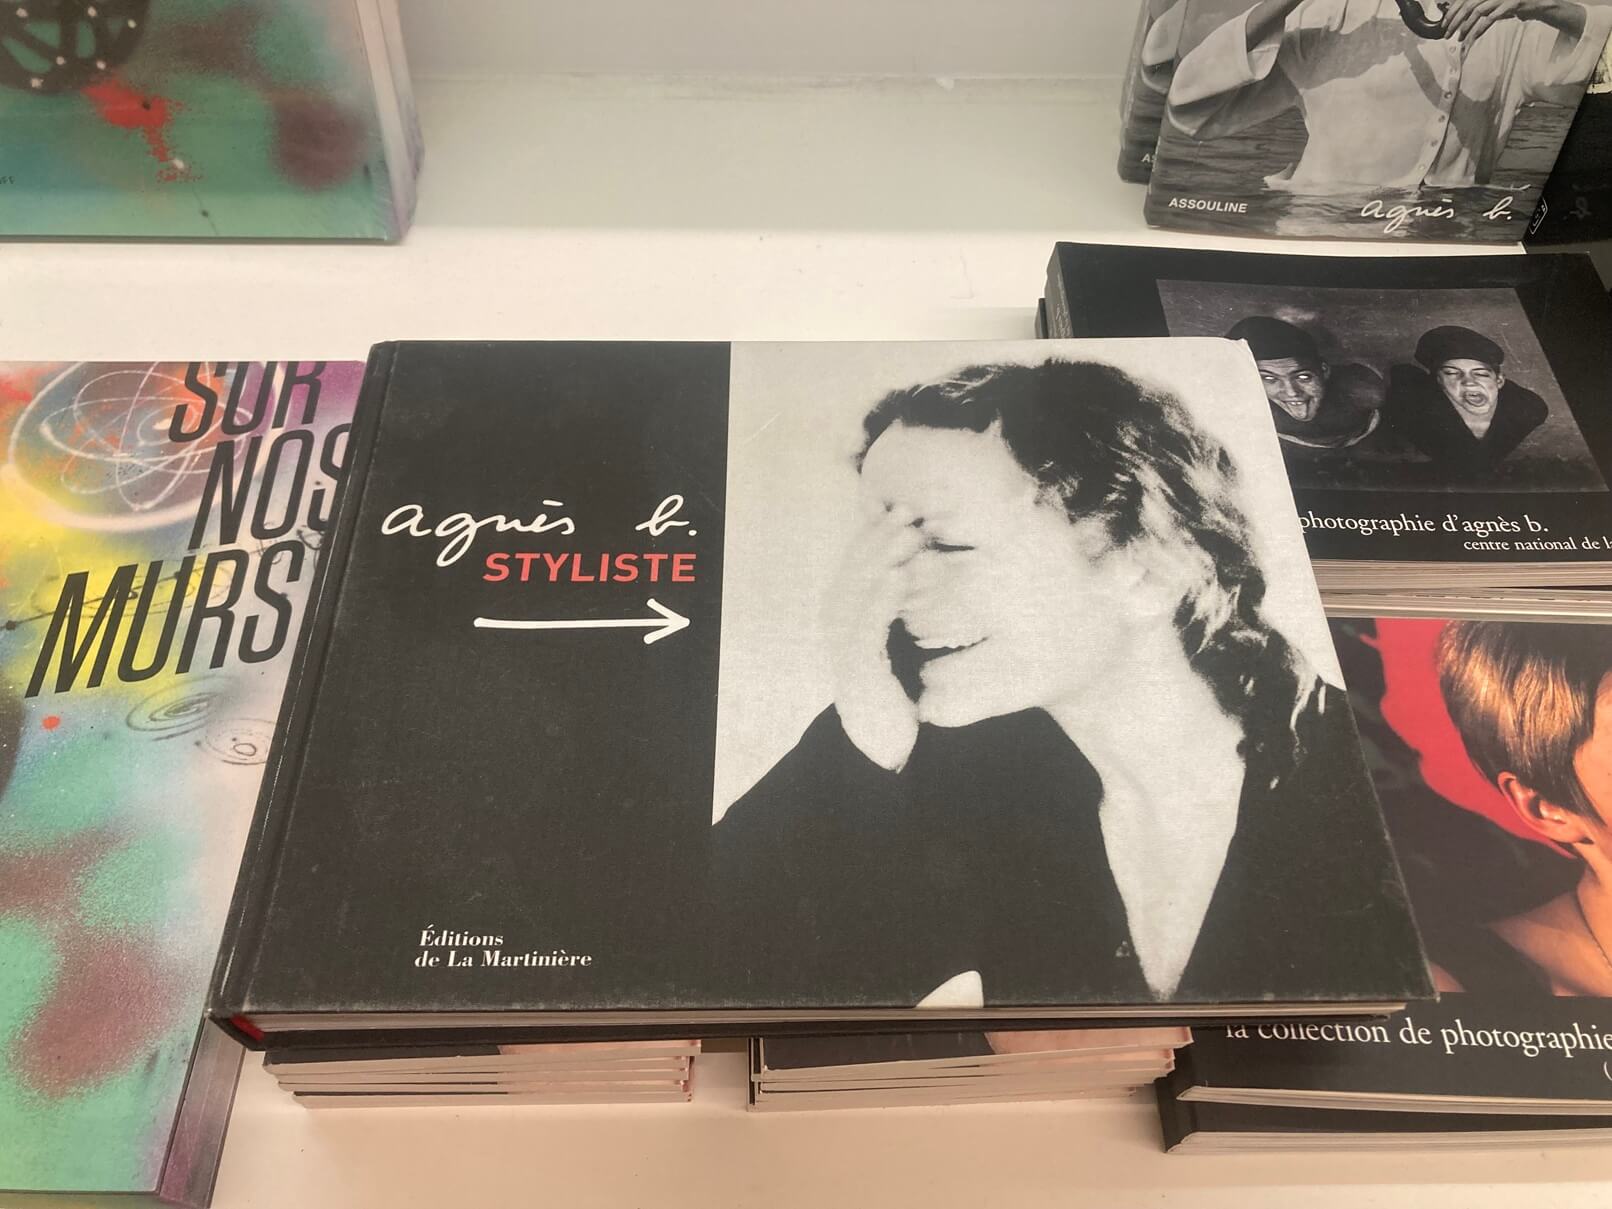 ASSOULINE
agnès b.
SUR
NOS
MURS
agnès b.
STYLISTE
Éditions
de La Martinière
photographie d'agnès b.
centre national de la
la collection de photographie